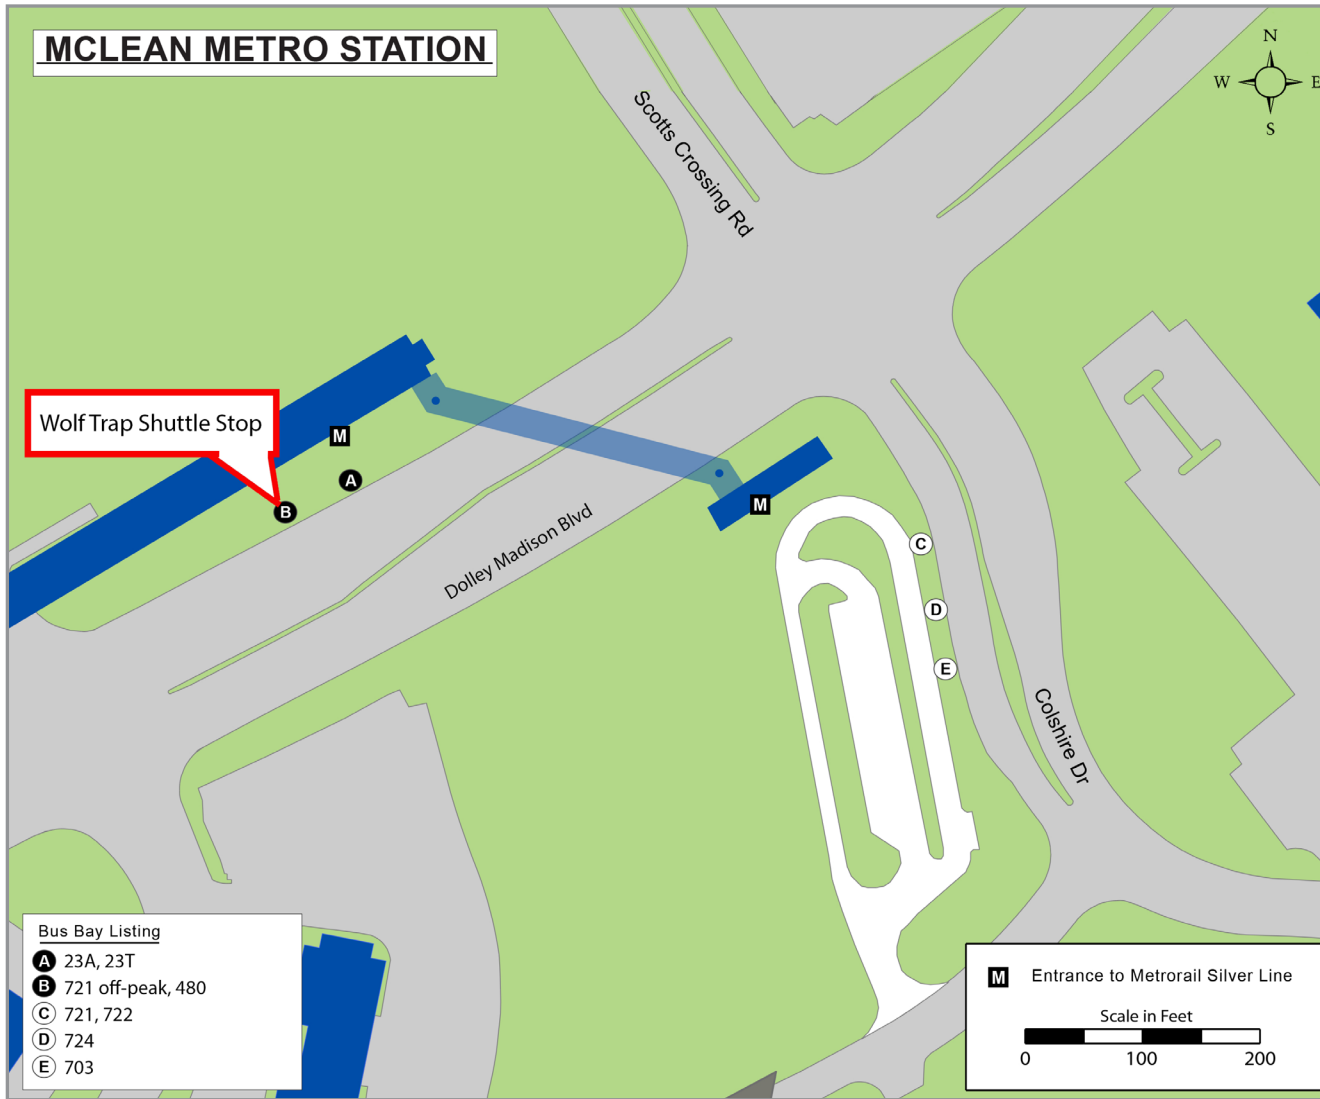 MCLEAN METRO STATION
N
W E
S
Scotts Crossing Rd
Wolf Trap Shuttle Stop
M
A
B
M
Dolley Madison Blvd
C
D
E
Colshire Dr
Bus Bay Listing
A 23A, 23T
B 721 off-peak, 480
C 721, 722
D 724
E 703
M Entrance to Metrorail Silver Line
Scale in Feet
0 100 200